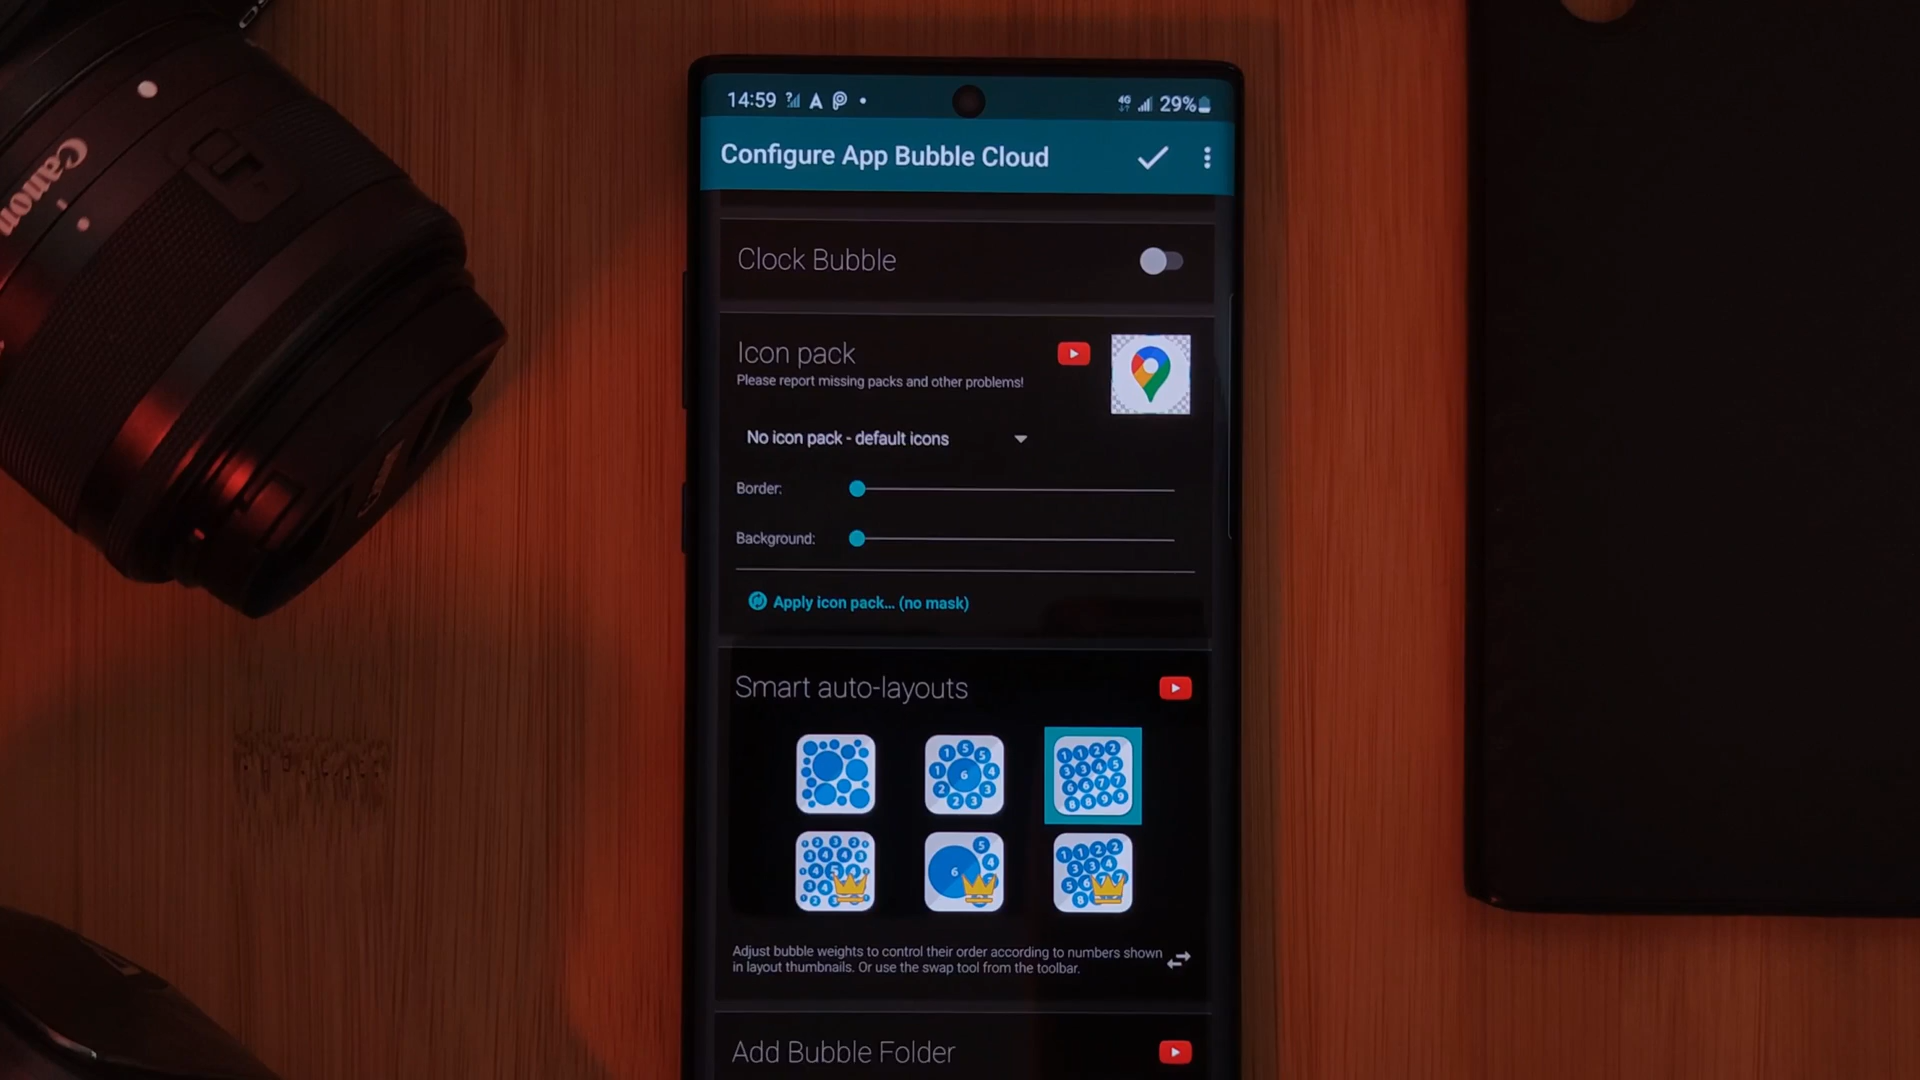 Canon
14:59
4G
29%
Configure App Bubble Cloud
Clock Bubble
Icon pack
Please report missing packs and other problems!
No icon pack - default icons
Border:
Background:
Apply icon pack... (no mask)
Smart auto-layouts
Adjust bubble weights to control their order according to numbers shown
in layout thumbnails. Or use the swap tool from the toolbar.
Add Bubble Folder